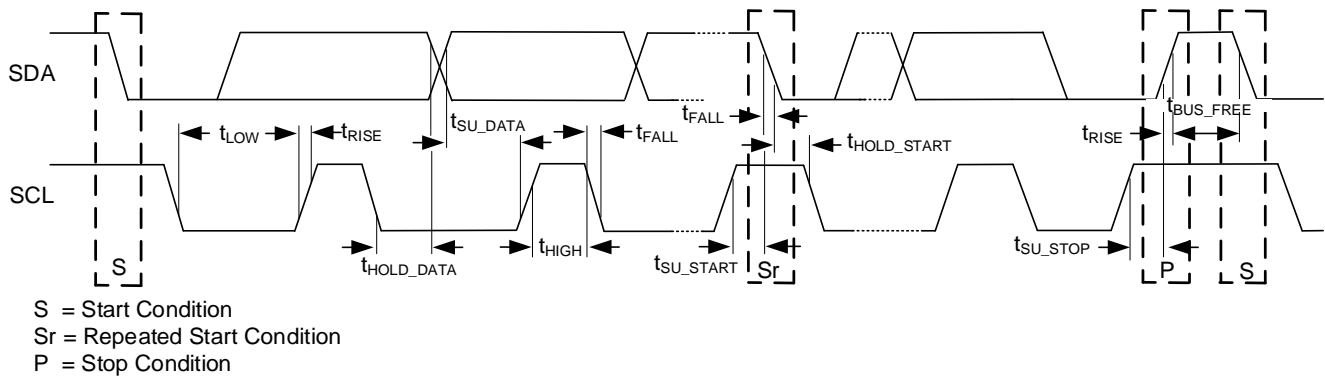 SDA
tLOW
tRISE
tSU_DATA
tFALL
tFALL
tHOLD_START
tBUS_FREE
tRISE
SCL
tHOLD_DATA
tHIGH
tSU_START
tSU_STOP
S
Sr
P
S
S = Start Condition
Sr = Repeated Start Condition
P = Stop Condition